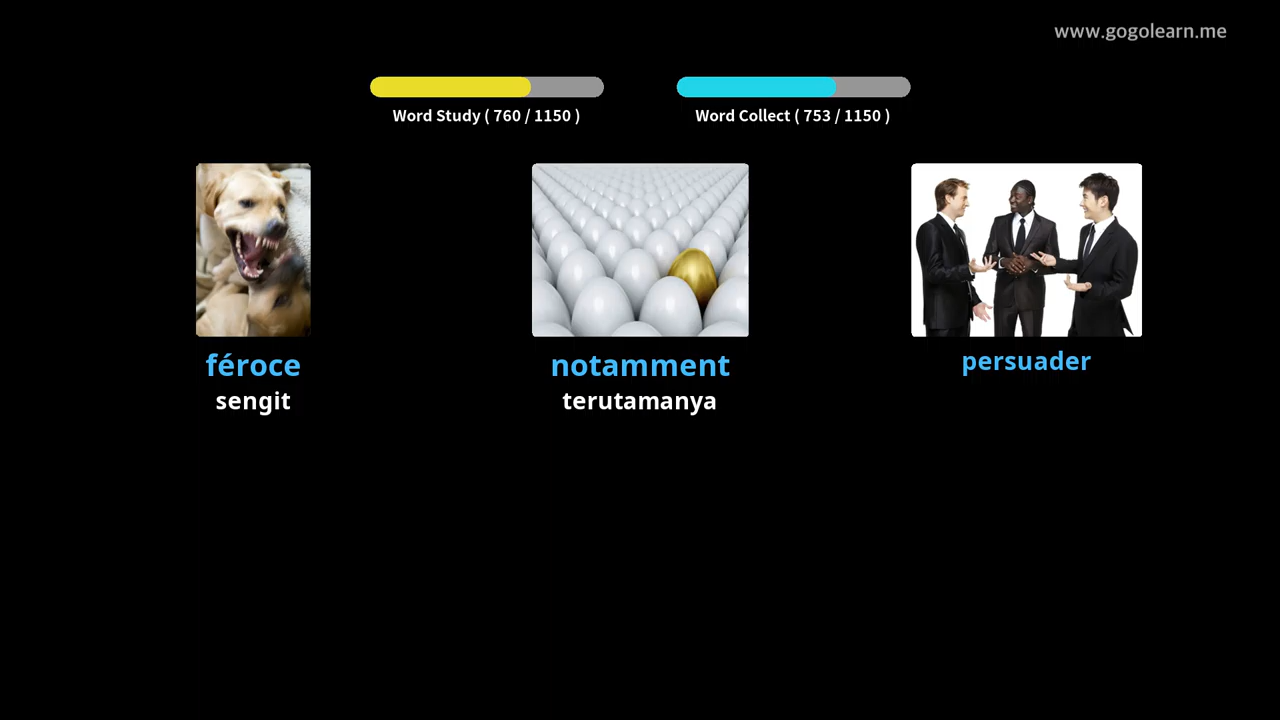 www.gogolearn.me
Word Study ( 760 / 1150 )
Word Collect ( 753 / 1150 )
féroce
sengit
notamment
terutamanya
persuader